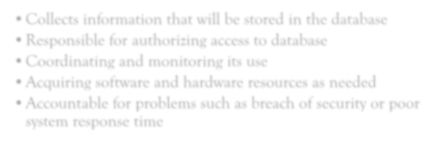 • Collects information that will be stored in the database
• Responsible for authorizing access to database
• Coordinating and monitoring its use
• Acquiring software and hardware resources as needed
• Accountable for problems such as breach of security or poor
system response time